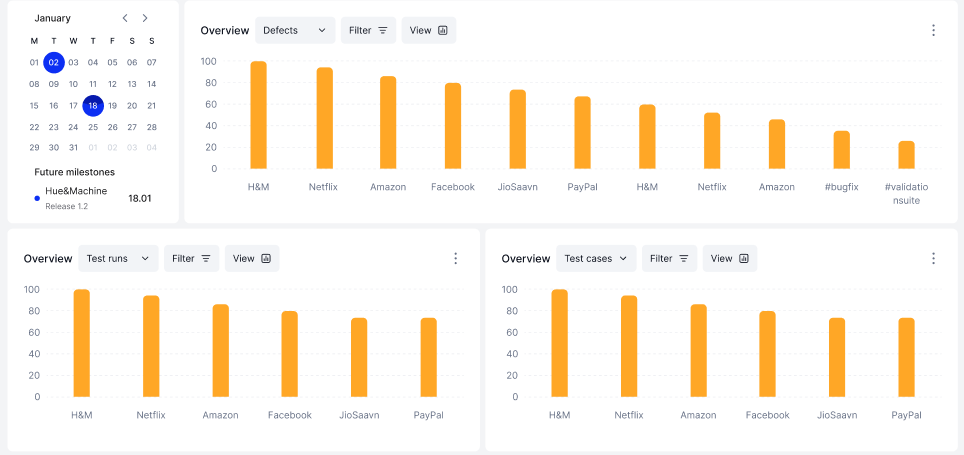 January
M T W T F S S
01 02 03 04 05 06 07
08 09 10 11 12 13 14
15 16 17 18 19 20 21
22 23 24 25 26 27 28
29 30 31 01 02 03 04
Future milestones
Hue&Machine
Release 1.2
18.01
Overview Defects Filter View
100
80
60
40
20
0
H&M Netflix Amazon Facebook JioSaavn PayPal H&M Netflix Amazon #bugfix #validatio
nsuite
Overview Test runs Filter View
100
80
60
40
20
0
H&M Netflix Amazon Facebook JioSaavn PayPal
Overview Test cases Filter View
100
80
60
40
20
0
H&M Netflix Amazon Facebook JioSaavn PayPal